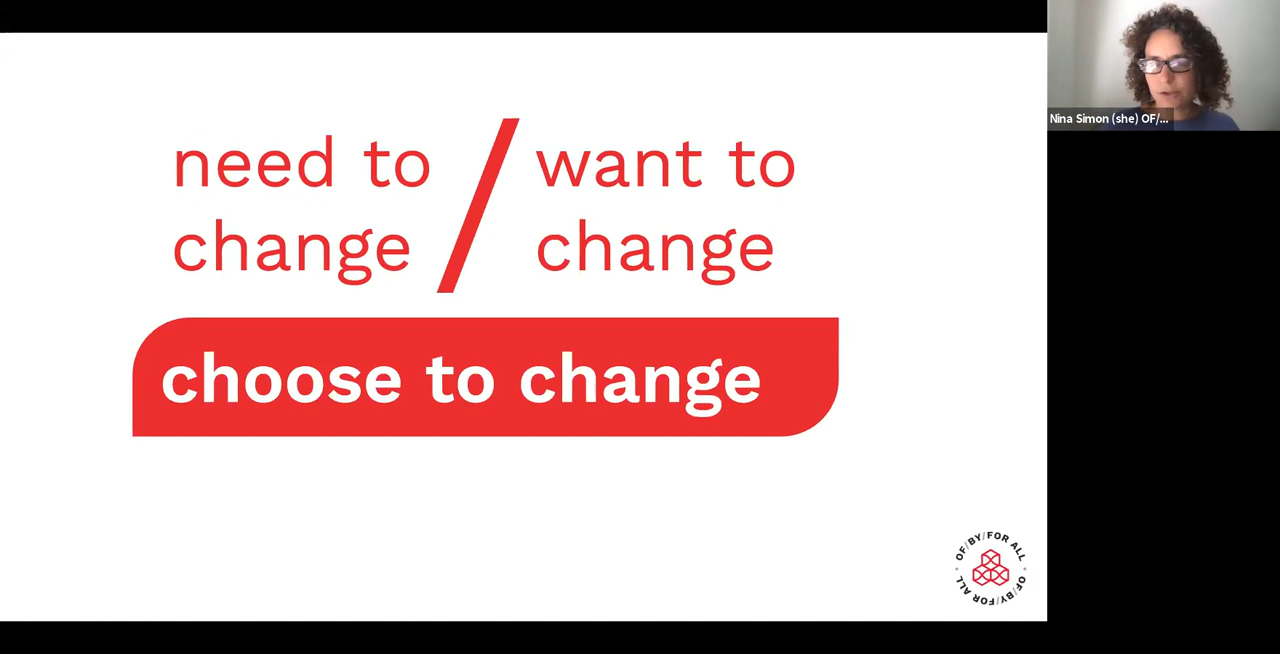 need to / want to
change change
choose to change
Nina Simon (she) OF/...
OF/BY/FOR ALL • OF/BY/FOR ALL •